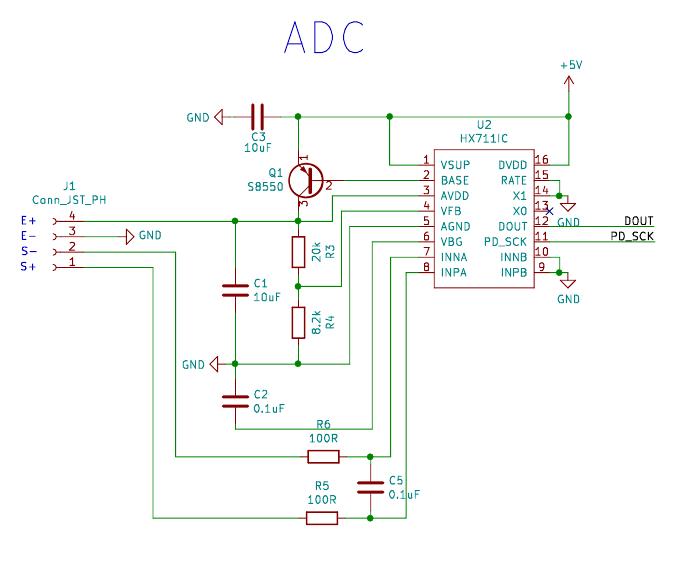 ADC
+5V
GND
C3
10uF
U2
HX711IC
Q1
S8550
1
2
3
1 VSUP DVDD 16
2 BASE RATE 15
3 AVDD X1 14
4 VFB XO 13
5 AGND DOUT 12
6 VBG PD_SCK 11
7 INNA INNB 10
8 INPA INPB 9
GND
DOUT
PD_SCK
GND
J1
Conn_JST_PH
E+ 4
E- 3 GND
S- 2
S+ 1
20k
R3
C1
10uF
8.2k
R4
GND
C2
0.1uF
R6
100R
R5
100R
C5
0.1uF